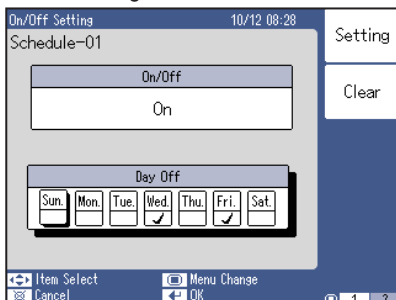 On/Off Setting 10/12 08:28
Setting
Schedule-01
On/Off
On
Clear
Day Off
Sun. Mon. Tue. Wed. Thu. Fri. Sat.
Item Select Menu Change
Cancel OK
1 2